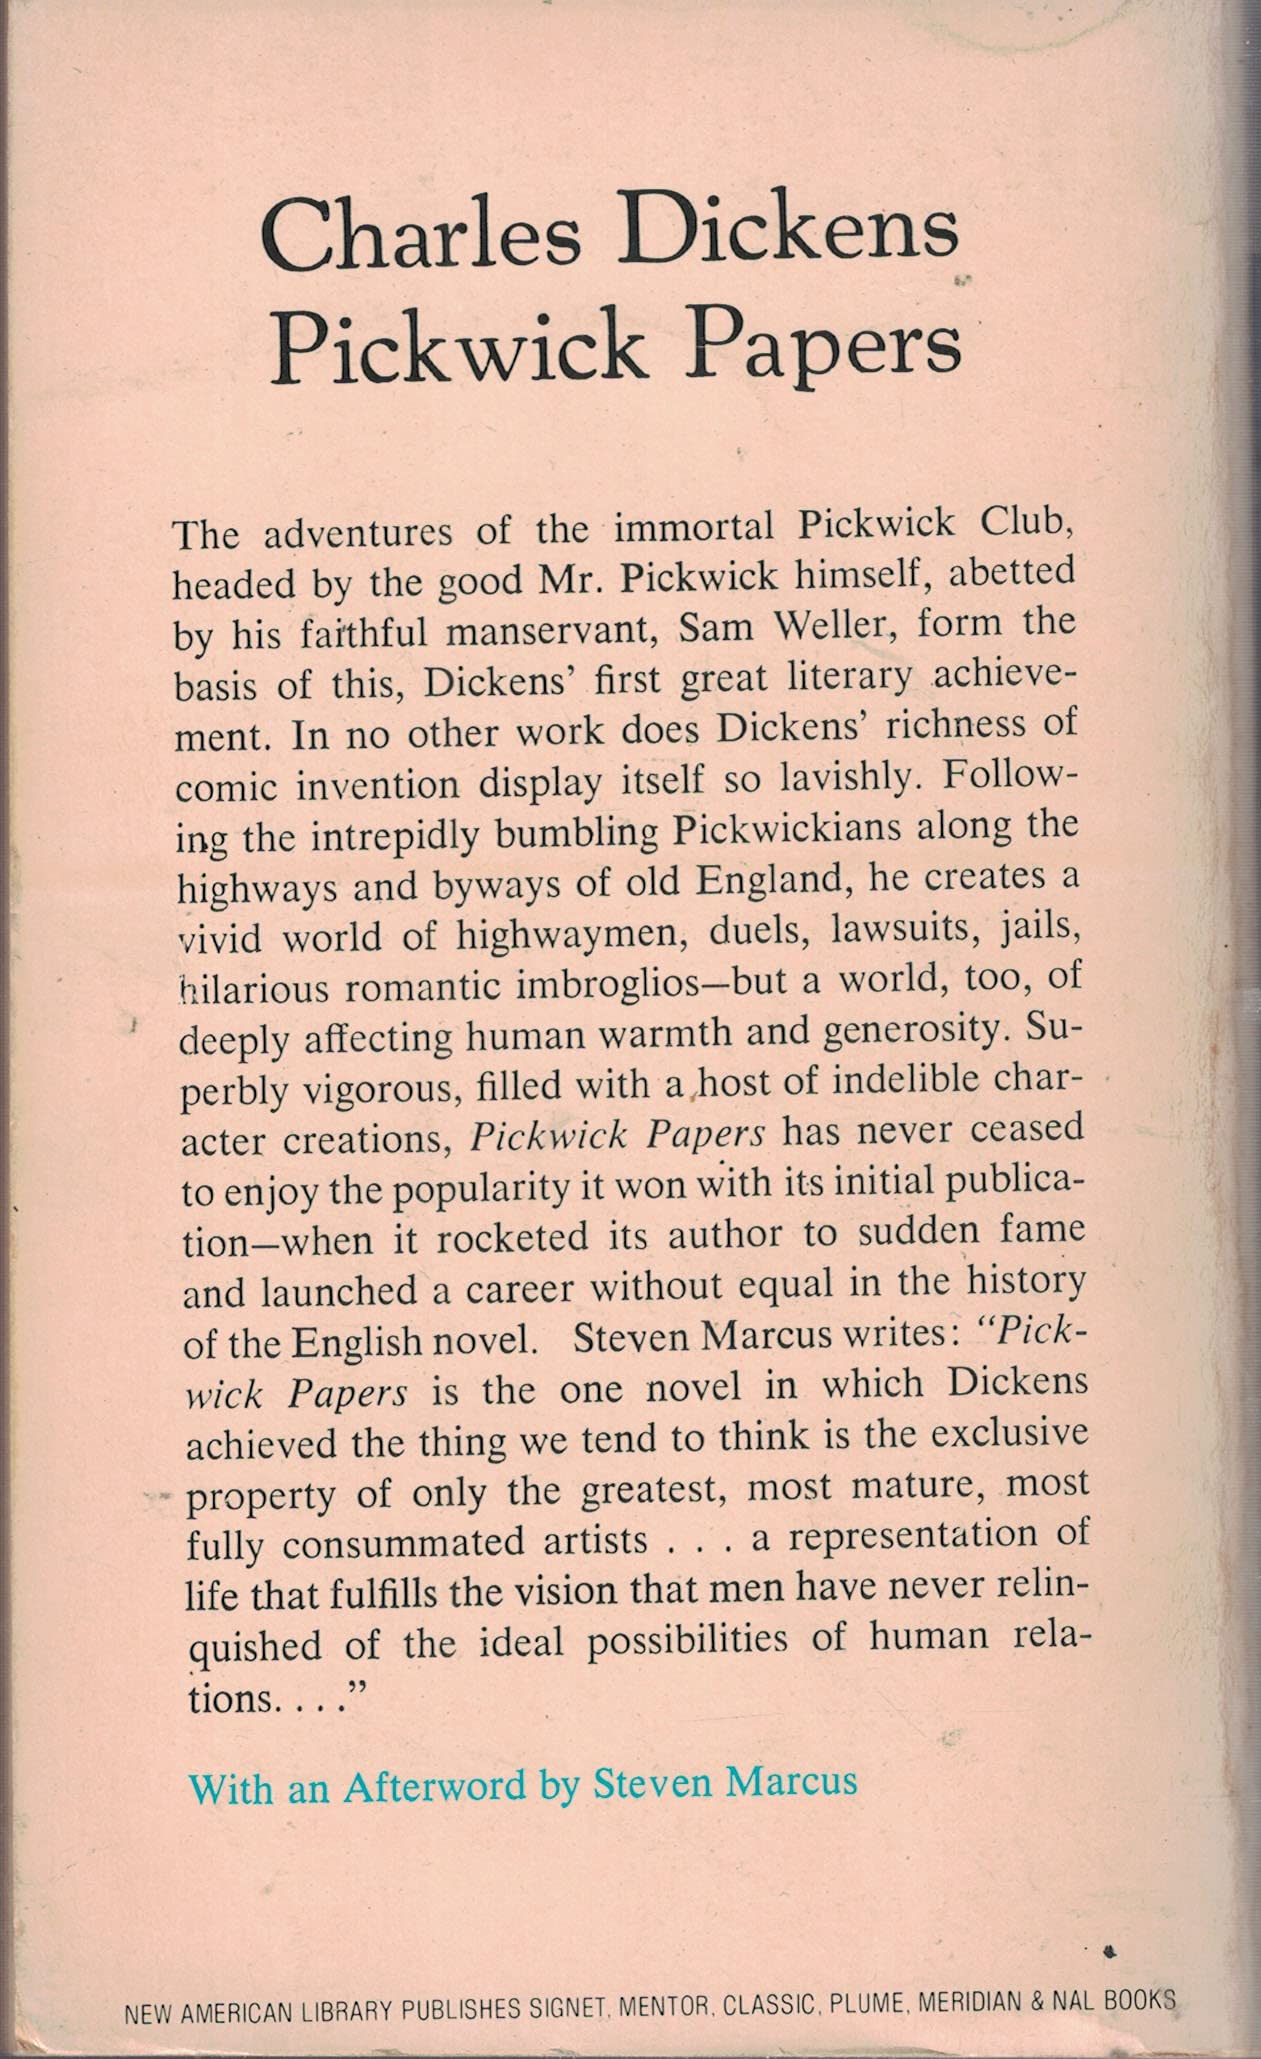 Charles Dickens
Pickwick Papers
The adventures of the immortal Pickwick Club,
headed by the good Mr. Pickwick himself, abetted
by his faithful manservant, Sam Weller, form the
basis of this, Dickens’ first great literary achieve-
ment. In no other work does Dickens’ richness of
comic invention display itself so lavishly. Follow-
ing the intrepidly bumbling Pickwickians along the
highways and byways of old England, he creates a
vivid world of highwaymen, duels, lawsuits, jails,
hilarious romantic imbroglios—but a world, too, of
deeply affecting human warmth and generosity. Su-
perbly vigorous, filled with a host of indelible char-
acter creations, Pickwick Papers has never ceased
to enjoy the popularity it won with its initial publica-
tion—when it rocketed its author to sudden fame
and launched a career without equal in the history
of the English novel. Steven Marcus writes: “Pick-
wick Papers is the one novel in which Dickens
achieved the thing we tend to think is the exclusive
property of only the greatest, most mature, most
fully consummated artists . . . a representation of
life that fulfills the vision that men have never relin-
quished of the ideal possibilities of human rela-
tions. . . .”
With an Afterword by Steven Marcus
NEW AMERICAN LIBRARY PUBLISHES SIGNET, MENTOR, CLASSIC, PLUME, MERIDIAN & NAL BOOKS